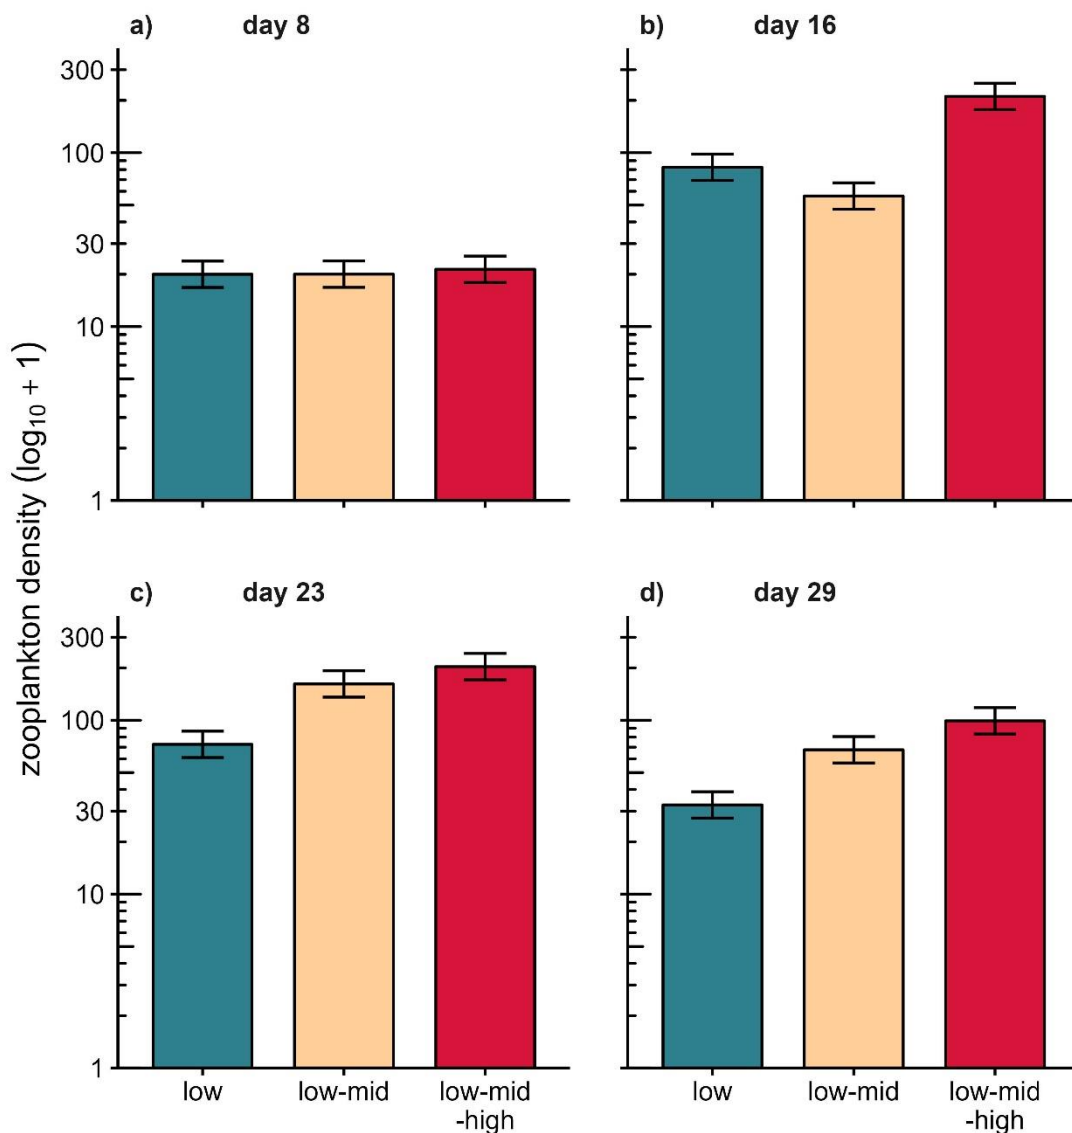 a) day 8
b) day 16
300
100
30
10
1
c) day 23
d) day 29
300
100
30
10
1
zooplankton density (log₁₀ + 1)
low
low-mid
low-mid
-high
low
low-mid
low-mid
-high